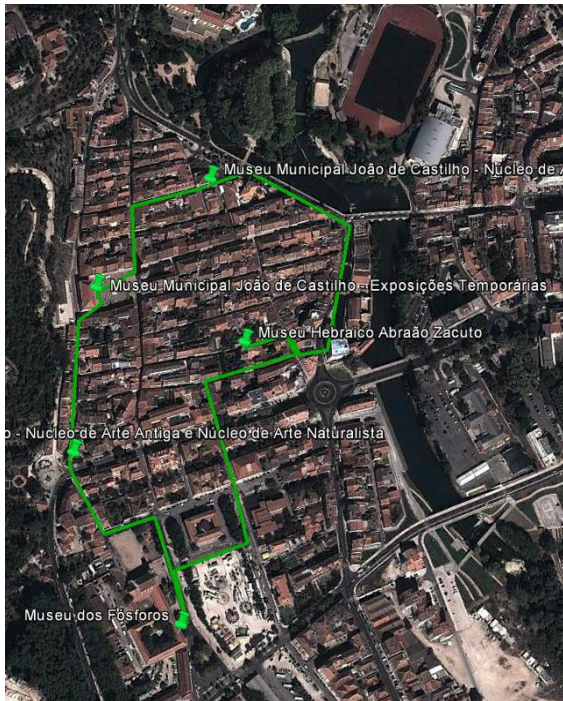 Museu Municipal João de Castilho - Núcleo de A
Museu Municipal João de Castilho - Exposições Temporárias
Museu Hebraico Abraão Zacuto
o - Nucleo de Arte Antiga e Núcleo de Arte Naturalista
Museu dos Fósforos